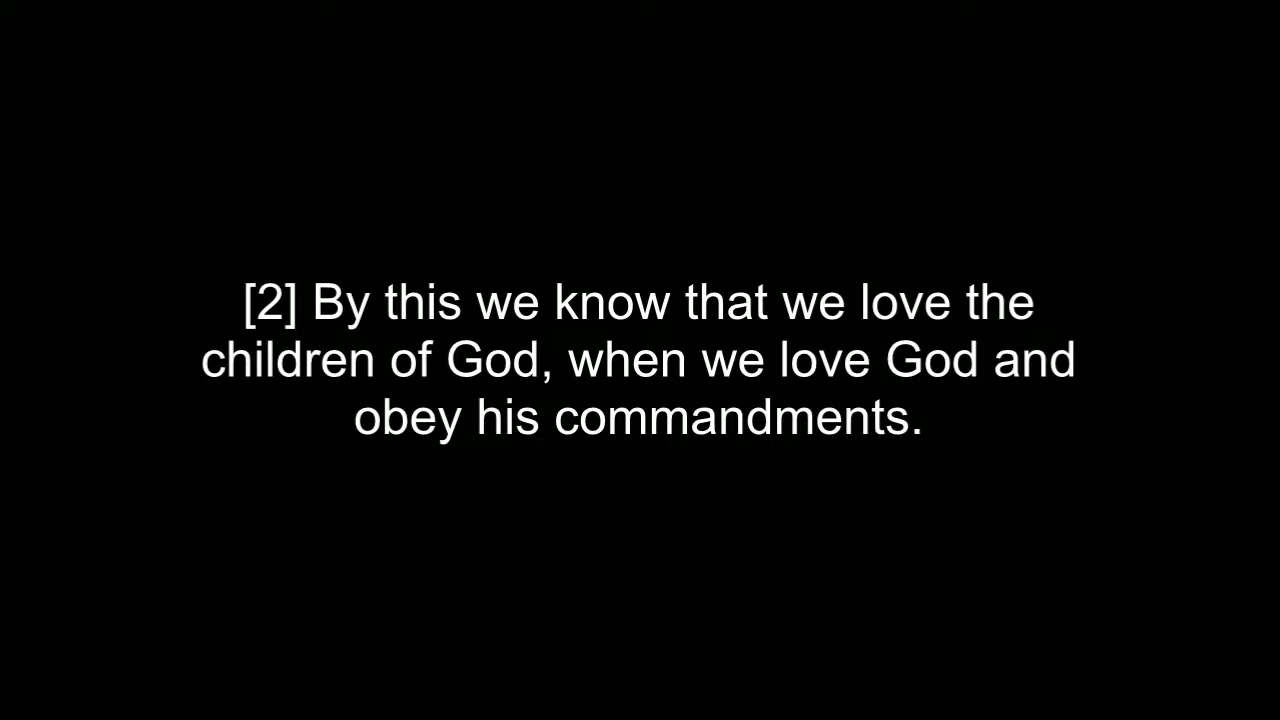 [2] By this we know that we love the
children of God, when we love God and
obey his commandments.